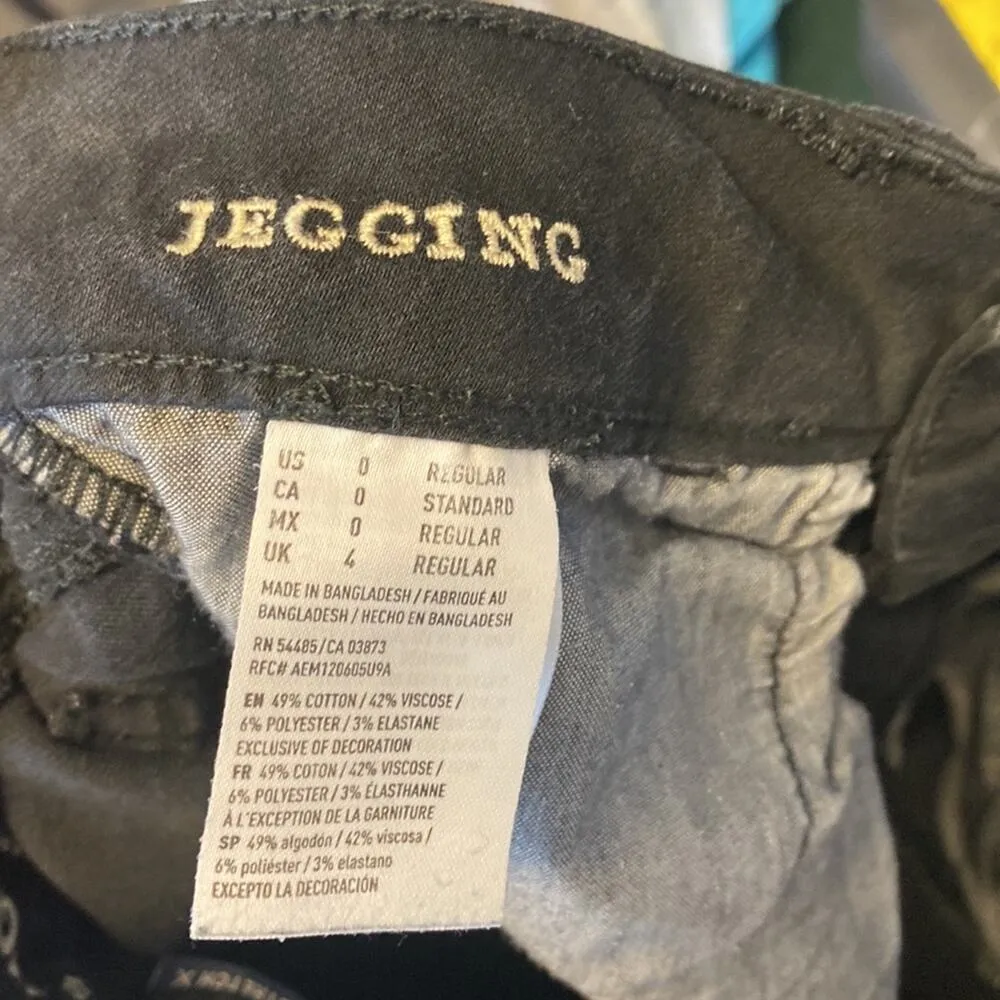 JEGGING
US 0 REGULAR
CA 0 STANDARD
MX 0 REGULAR
UK 4 REGULAR
MADE IN BANGLADESH / FABRIQUÉ AU
BANGLADESH / HECHO EN BANGLADESH
RN 54485/CA 03873
RFC# AEM120605U9A
EN 49% COTTON / 42% VISCOSE /
6% POLYESTER / 3% ELASTANE
EXCLUSIVE OF DECORATION
FR 49% COTON / 42% VISCOSE /
6% POLYESTER / 3% ÉLASTHANNE
À L'EXCEPTION DE LA GARNITURE
SP 49% algodón / 42% viscosa /
6% poliéster / 3% elastano
EXCEPTO LA DECORACIÓN